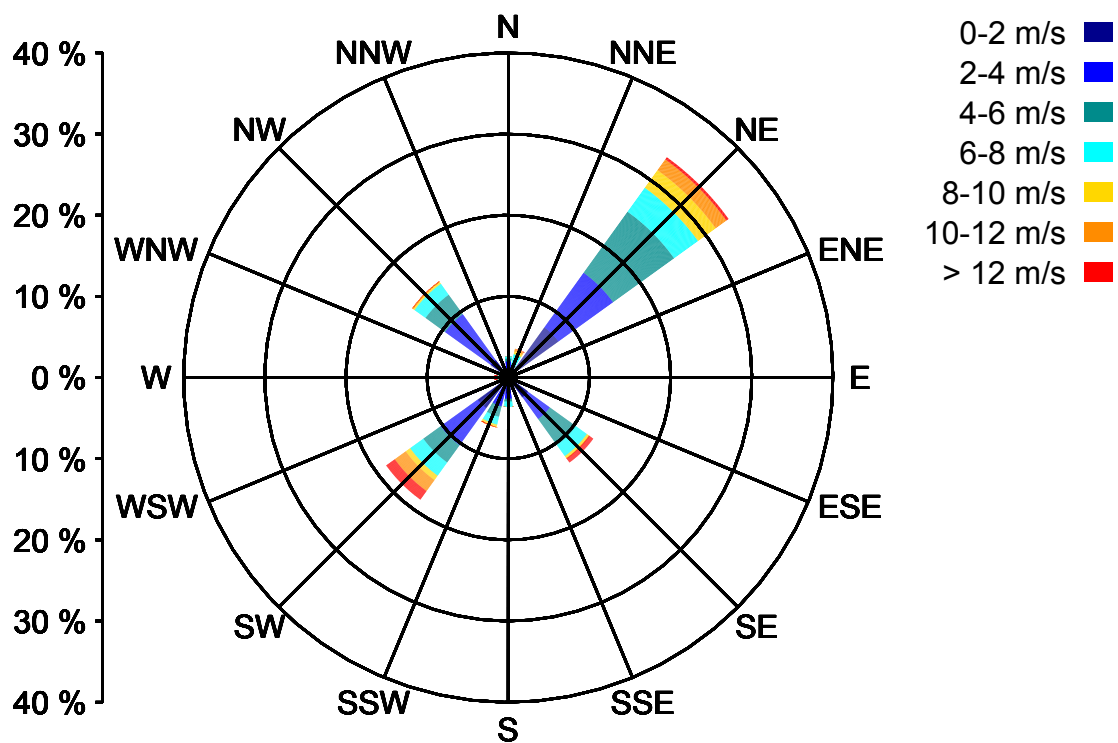 N
NNE
NE
ENE
E
ESE
SE
SSE
S
SSW
SW
WSW
W
WNW
NW
NNW
40 %
30 %
20 %
10 %
0 %
10 %
20 %
30 %
40 %
0-2 m/s
2-4 m/s
4-6 m/s
6-8 m/s
8-10 m/s
10-12 m/s
> 12 m/s